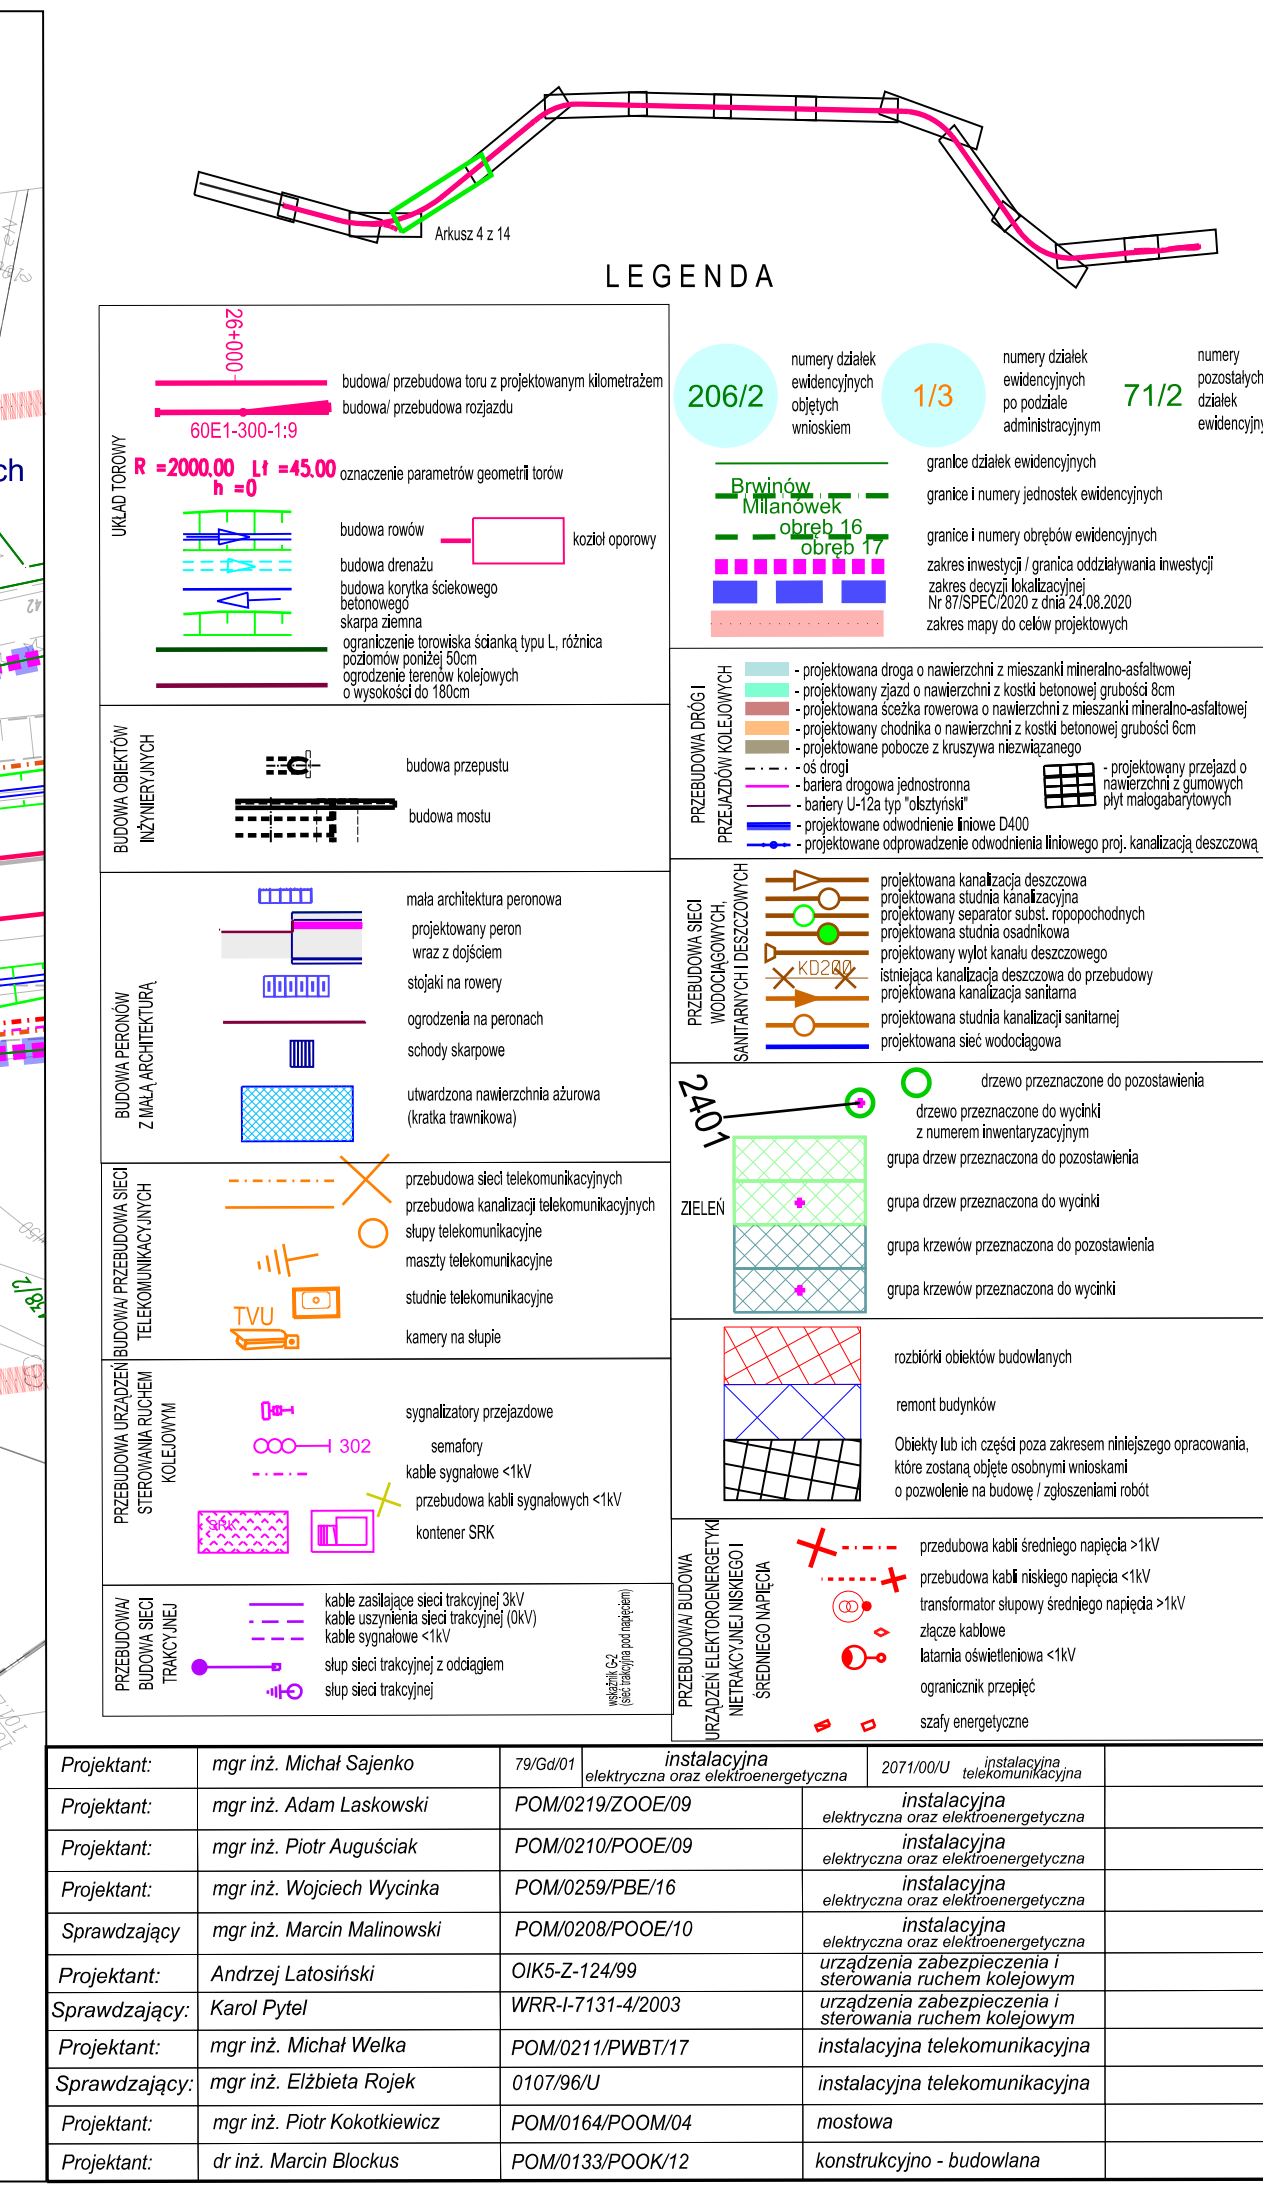 Arkusz 4 z 14
LEGENDA
UKŁAD TOROWY
26+000
budowa/ przebudowa toru z projektowanym kilometrażem
budowa/ przebudowa rozjazdu
60E1-300-1:9
R =2000.00 Lt =45.00
h =0
oznaczenie parametrów geometrii torów
budowa rowów
kozioł oporowy
budowa drenażu
budowa korytka ściekowego
betonowego
skarpa ziemna
ograniczenie torowiska ścianką typu L, różnica
poziomów poniżej 50cm
ogrodzenie terenów kolejowych
o wysokości do 180cm
BUDOWA OBIEKTÓW
INŻYNIERYJNYCH
budowa przepustu
budowa mostu
BUDOWA PERONÓW
Z MAŁĄ ARCHITEKTURĄ
mała architektura peronowa
projektowany peron
wraz z dojściem
stojaki na rowery
ogrodzenia na peronach
schody skarpowe
utwardzona nawierzchnia ażurowa
(kratka trawnikowa)
BUDOWA/ PRZEBUDOWA SIECI
TELEKOMUNIKACYJNYCH
przebudowa sieci telekomunikacyjnych
przebudowa kanalizacji telekomunikacyjnych
słupy telekomunikacyjne
maszty telekomunikacyjne
studnie telekomunikacyjne
TVU
kamery na słupie
PRZEBUDOWA URZĄDZEŃ
STEROWANIA RUCHEM
KOLEJOWYM
sygnalizatory przejazdowe
302
semafory
kable sygnałowe <1kV
przebudowa kabli sygnałowych <1kV
SRK
kontener SRK
PRZEBUDOWA/
BUDOWA SIECI
TRAKCYJNEJ
kable zasilające sieci trakcyjnej 3kV
kable uszynienia sieci trakcyjnej (0kV)
kable sygnałowe <1kV
słup sieci trakcyjnej z odciągiem
słup sieci trakcyjnej
wskaźnik G-2
(sieć trakcyjna pod napięciem)
206/2
numery działek
ewidencyjnych
objętych
wnioskiem
1/3
numery działek
ewidencyjnych
po podziale
administracyjnym
71/2
numery
pozostałych
działek
ewidencyjny
granice działek ewidencyjnych
Brwinów
Milanówek
granice i numery jednostek ewidencyjnych
obręb 16
obręb 17
granice i numery obrębów ewidencyjnych
zakres inwestycji / granica oddziaływania inwestycji
zakres decyzji lokalizacyjnej
Nr 87/SPEC/2020 z dnia 24.08.2020
zakres mapy do celów projektowych
PRZEBUDOWA DRÓG I
PRZEJAZDÓW KOLEJOWYCH
- projektowana droga o nawierzchni z mieszanki mineralno-asfaltwowej
- projektowany zjazd o nawierzchni z kostki betonowej grubości 8cm
- projektowana ścežka rowerowa o nawierzchni z mieszanki mineralno-asfaltowej
- projektowany chodnika o nawierzchni z kostki betonowej grubości 6cm
- projektowane pobocze z kruszywa niezwiązanego
- oś drogi
- bariera drogowa jednostronna
- bariery U-12a typ "olsztyński"
- projektowany przejazd o
nawierzchni z gumowych
płyt małogabarytowych
- projektowane odwodnienie liniowe D400
- projektowane odprowadzenie odwodnienia liniowego proj. kanalizacją deszczową
PRZEBUDOWA SIECI
WODOCIĄGOWYCH,
SANITARNYCH I DESZCZOWYCH
projektowana kanalizacja deszczowa
projektowana studnia kanalizacyjna
projektowany separator subst. ropopochodnych
projektowana studnia osadnikowa
projektowany wylot kanału deszczowego
KD200
istniejąca kanalizacja deszczowa do przebudowy
projektowana kanalizacja sanitarna
projektowana studnia kanalizacji sanitarnej
projektowana sieć wodociągowa
ZIELEŃ
2401
drzewo przeznaczone do pozostawienia
drzewo przeznaczone do wycinki
z numerem inwentaryzacyjnym
grupa drzew przeznaczona do pozostawienia
grupa drzew przeznaczona do wycinki
grupa krzewów przeznaczona do pozostawienia
grupa krzewów przeznaczona do wycinki
rozbiórki obiektów budowlanych
remont budynków
Obiekty lub ich części poza zakresem niniejszego opracowania,
które zostaną objęte osobnymi wnioskami
o pozwolenie na budowę / zgłoszeniami robót
PRZEBUDOWA/ BUDOWA
URZĄDZEŃ ELEKTOROENERGETYKI
NIETRAKCYJNEJ NISKIEGO I
ŚREDNIEGO NAPIĘCIA
przedubowa kabli średniego napięcia >1kV
przebudowa kabli niskiego napięcia <1kV
transformator słupowy średniego napięcia >1kV
złącze kablowe
latarnia oświetleniowa <1kV
ogranicznik przepięć
szafy energetyczne
Projektant: mgr inż. Michał Sajenko 79/Gd/01 instalacyjna elektryczna oraz elektroenergetyczna 2071/00/U instalacyjna telekomunikacyjna
Projektant: mgr inż. Adam Laskowski POM/0219/ZOOE/09 instalacyjna elektryczna oraz elektroenergetyczna
Projektant: mgr inż. Piotr Auguściak POM/0210/POOE/09 instalacyjna elektryczna oraz elektroenergetyczna
Projektant: mgr inż. Wojciech Wycinka POM/0259/PBE/16 instalacyjna elektryczna oraz elektroenergetyczna
Sprawdzający mgr inż. Marcin Malinowski POM/0208/POOE/10 instalacyjna elektryczna oraz elektroenergetyczna
Projektant: Andrzej Latosiński OIK5-Z-124/99 urządzenia zabezpieczenia i sterowania ruchem kolejowym
Sprawdzający: Karol Pytel WRR-I-7131-4/2003 urządzenia zabezpieczenia i sterowania ruchem kolejowym
Projektant: mgr inż. Michał Welka POM/0211/PWBT/17 instalacyjna telekomunikacyjna
Sprawdzający: mgr inż. Elżbieta Rojek 0107/96/U instalacyjna telekomunikacyjna
Projektant: mgr inż. Piotr Kokotkiewicz POM/0164/POOM/04 mostowa
Projektant: dr inż. Marcin Blockus POM/0133/POOK/12 konstrukcyjno - budowlana